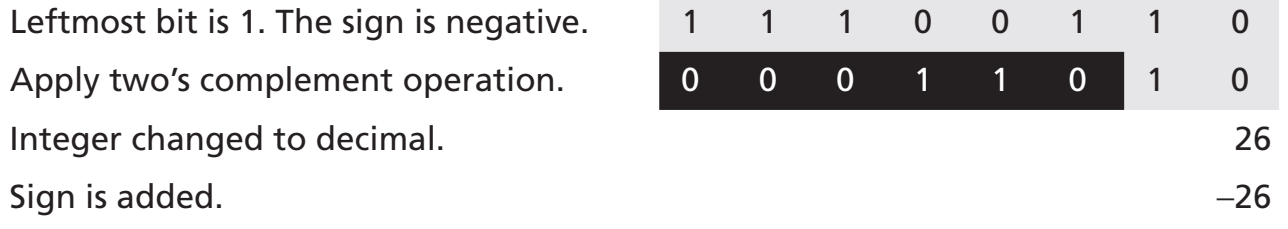 Leftmost bit is 1. The sign is negative. 1 1 1 0 0 1 1 0
Apply two’s complement operation. 0 0 0 1 1 0 1 0
Integer changed to decimal. 26
Sign is added. –26